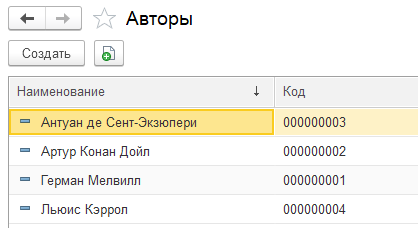 Авторы
Создать
Наименование ↓ Код
Антуан де Сент-Экзюпери 000000003
Артур Конан Дойл 000000002
Герман Мелвилл 000000001
Льюис Кэррол 000000004